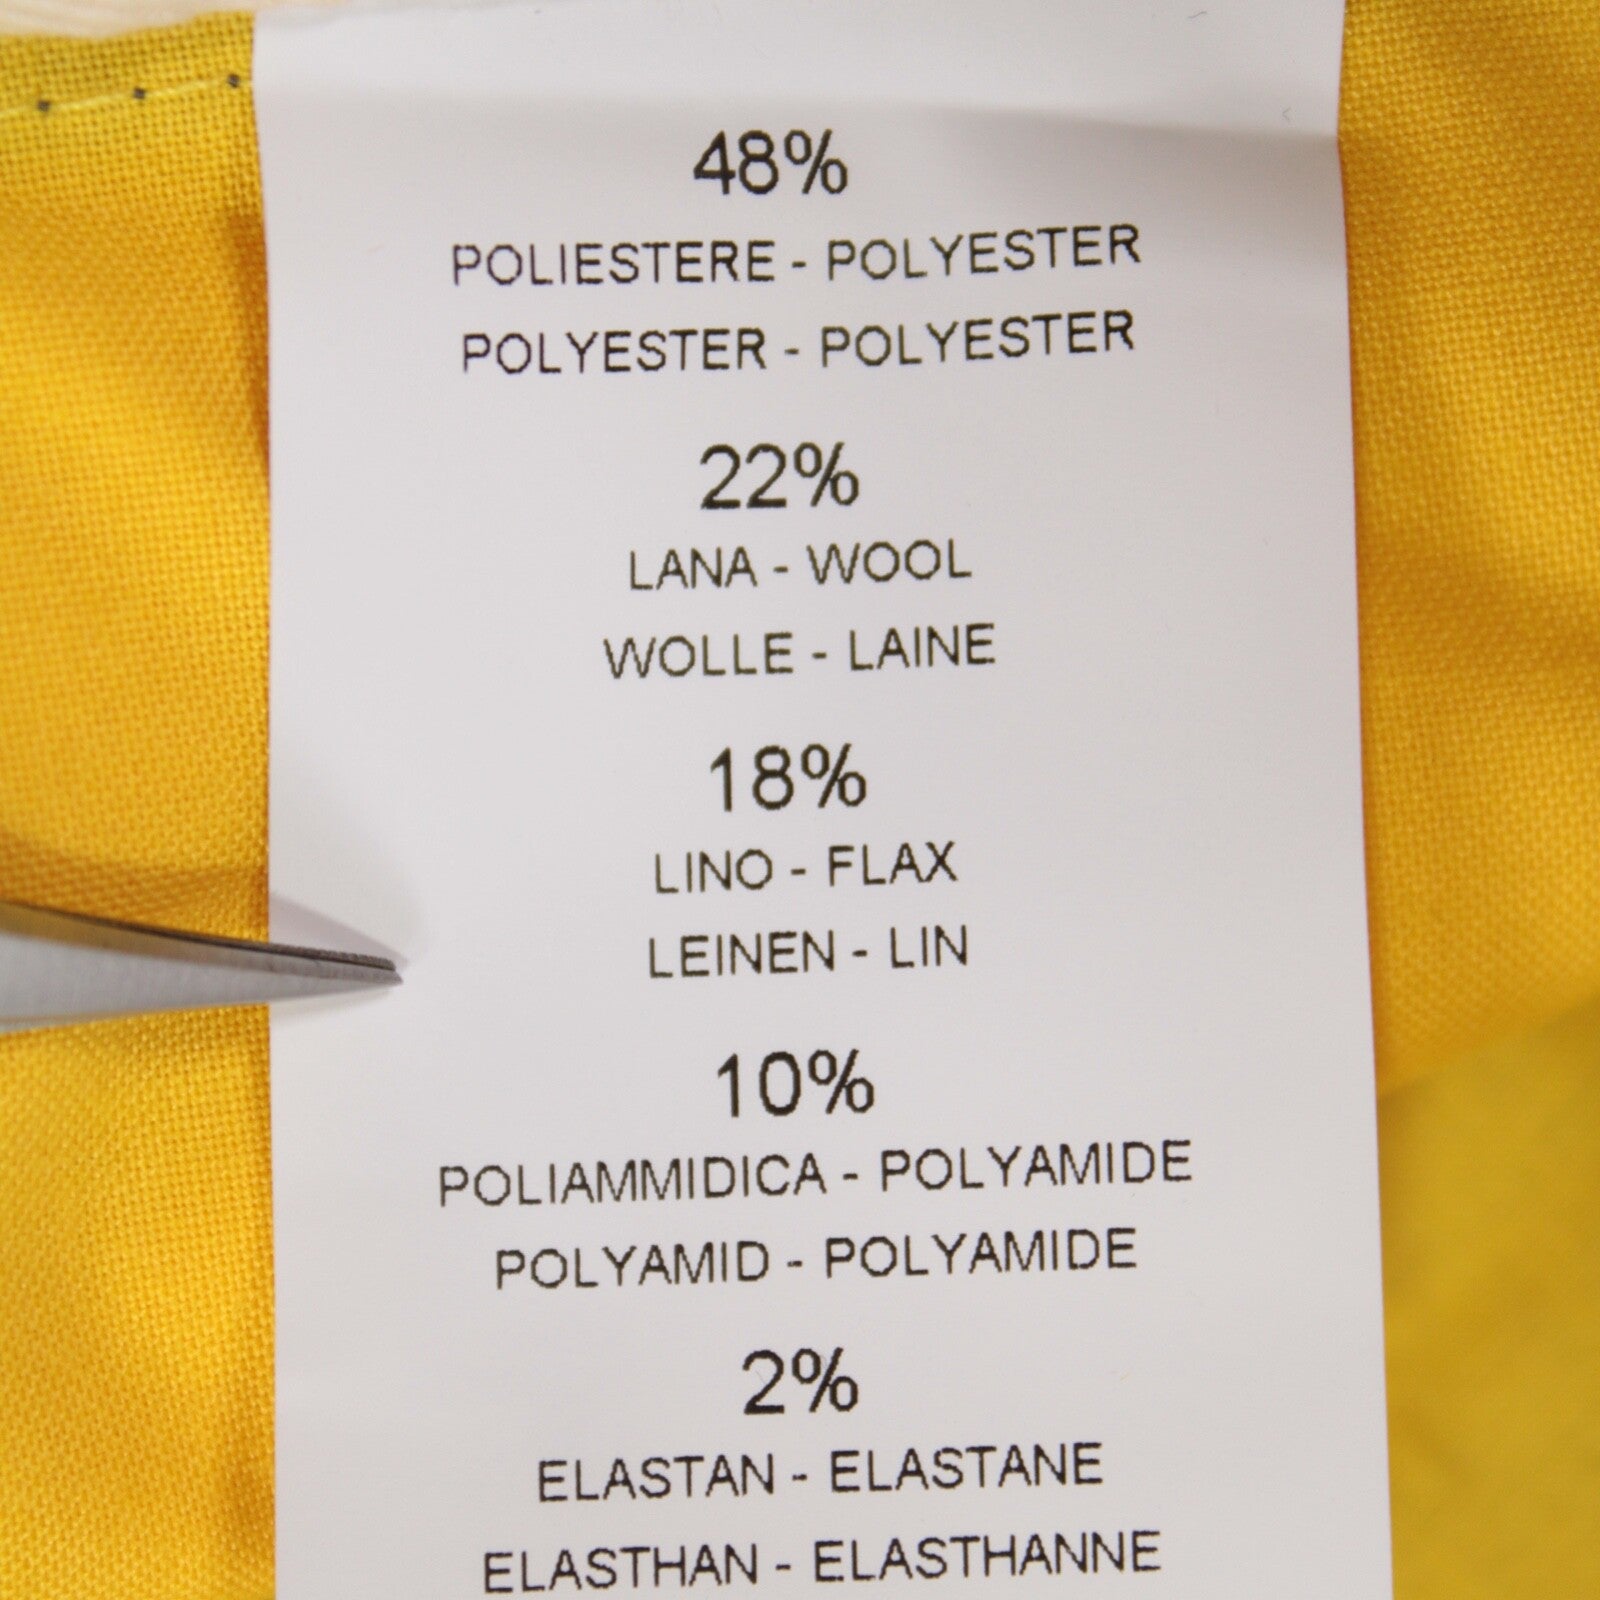 48%
POLIESTERE - POLYESTER
POLYESTER - POLYESTER
22%
LANA - WOOL
WOLLE - LAINE
18%
LINO - FLAX
LEINEN - LIN
10%
POLIAMMIDICA - POLYAMIDE
POLYAMID - POLYAMIDE
2%
ELASTAN - ELASTANE
ELASTHAN - ELASTHANNE